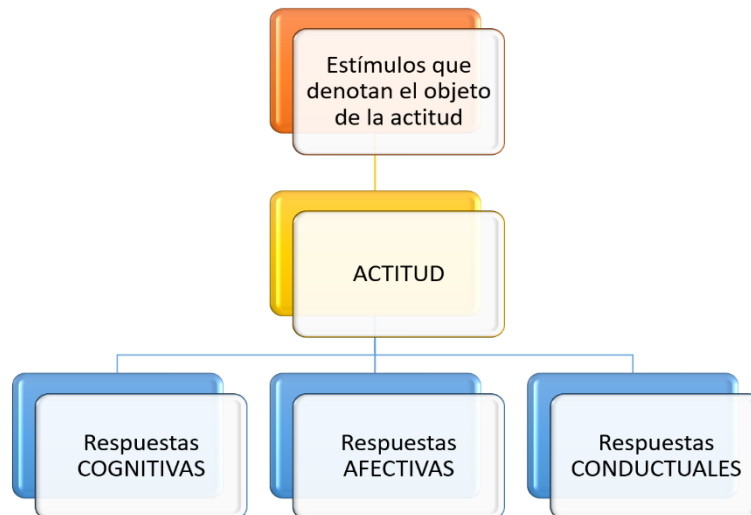 Estímulos que
denotan el objeto
de la actitud
ACTITUD
Respuestas
COGNITIVAS
Respuestas
AFECTIVAS
Respuestas
CONDUCTUALES